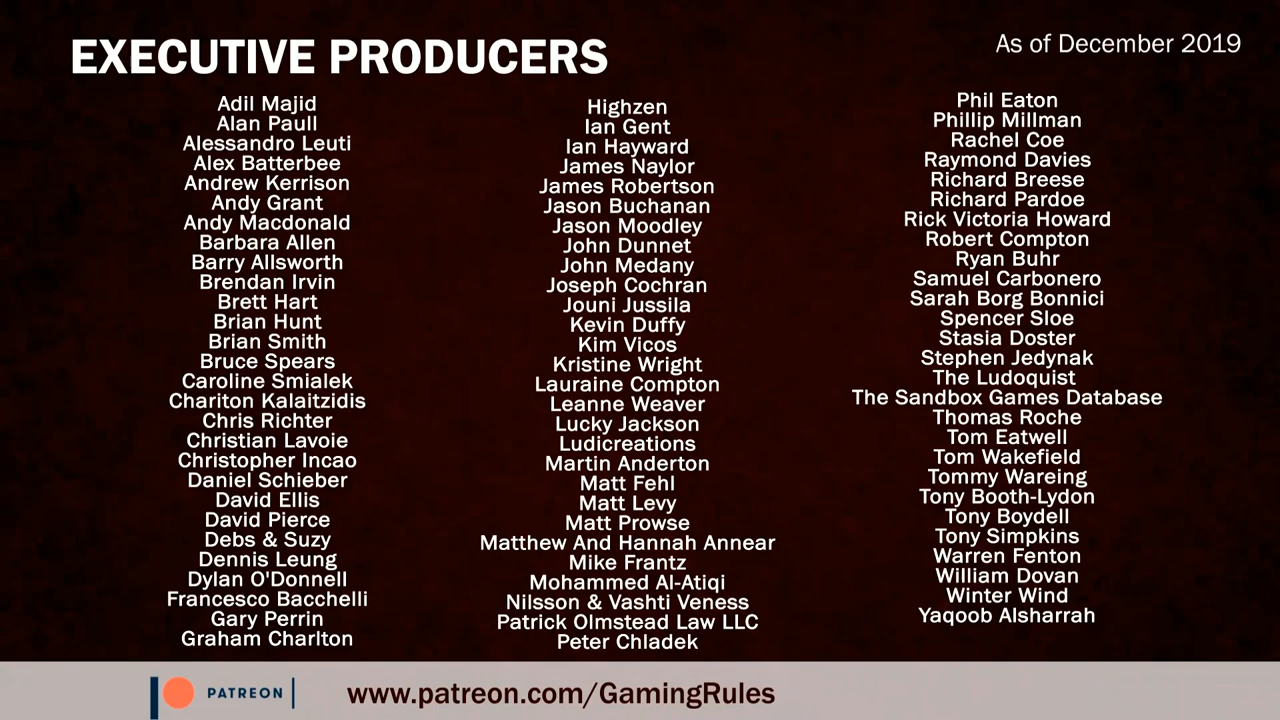 EXECUTIVE PRODUCERS
As of December 2019
Adil Majid
Alan Paull
Alessandro Leuti
Alex Batterbee
Andrew Kerrison
Andy Grant
Andy Macdonald
Barbara Allen
Barry Allsworth
Brendan Irvin
Brett Hart
Brian Hunt
Brian Smith
Bruce Spears
Caroline Smialek
Chariton Kalaitzidis
Chris Richter
Christian Lavoie
Christopher Incao
Daniel Schieber
David Ellis
David Pierce
Debs & Suzy
Dennis Leung
Dylan O'Donnell
Francesco Bacchelli
Gary Perrin
Graham Charlton
Highzen
Ian Gent
Ian Hayward
James Naylor
James Robertson
Jason Buchanan
Jason Moodley
John Dunnet
John Medany
Joseph Cochran
Jouni Jussila
Kevin Duffy
Kim Vicos
Kristine Wright
Lauraine Compton
Leanne Weaver
Lucky Jackson
Ludicreations
Martin Anderton
Matt Fehl
Matt Levy
Matt Prowse
Matthew And Hannah Annear
Mike Frantz
Mohammed Al-Atiqi
Nilsson & Vashti Veness
Patrick Olmstead Law LLC
Peter Chladek
Phil Eaton
Phillip Millman
Rachel Coe
Raymond Davies
Richard Breese
Richard Pardoe
Rick Victoria Howard
Robert Compton
Ryan Buhr
Samuel Carbonero
Sarah Borg Bonnici
Spencer Sloe
Stasia Doster
Stephen Jedynak
The Ludoquist
The Sandbox Games Database
Thomas Roche
Tom Eatwell
Tom Wakefield
Tommy Wareing
Tony Booth-Lydon
Tony Boydell
Tony Simpkins
Warren Fenton
William Dovan
Winter Wind
Yaqoob Alsharrah
PATREON
www.patreon.com/GamingRules